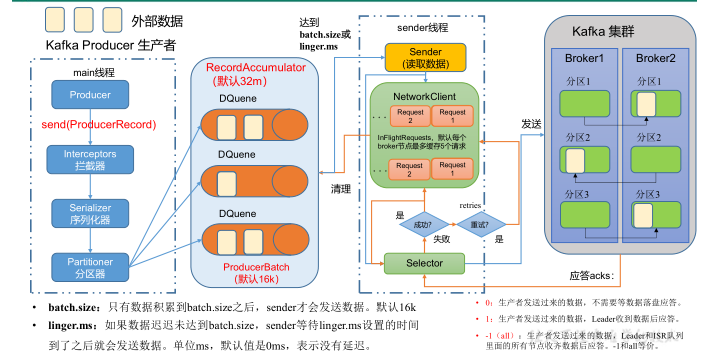 外部数据
Kafka Producer 生产者
main线程
Producer
send(ProducerRecord)
Interceptors
拦截器
Serializer
序列化器
Partitioner
分区器
RecordAccumulator
(默认32m)
DQuene
DQuene
DQuene
ProducerBatch
(默认16k)
达到
batch.size或
linger.ms
清理
sender线程
Sender
(读取数据)
NetworkClient
Request 2
Request 1
InFlightRequests，默认每个
broker节点最多缓存5个请求
Request 2
Request 1
是
成功?
失败
retries
重试?
是
Selector
发送
Kafka 集群
Broker1
Broker2
分区1
分区1
分区2
分区2
分区3
分区3
应答acks：
• batch.size：只有数据积累到batch.size之后，sender才会发送数据。默认16k
• linger.ms：如果数据迟迟未达到batch.size，sender等待linger.ms设置的时间
到了之后就会发送数据。单位ms，默认值是0ms，表示没有延迟。
• 0：生产者发送过来的数据，不需要等数据落盘应答。
• 1：生产者发送过来的数据，Leader收到数据后应答。
• -1（all）：生产者发送过来的数据，Leader和ISR队列
里面的所有节点收齐数据后应答。-1和all等价。